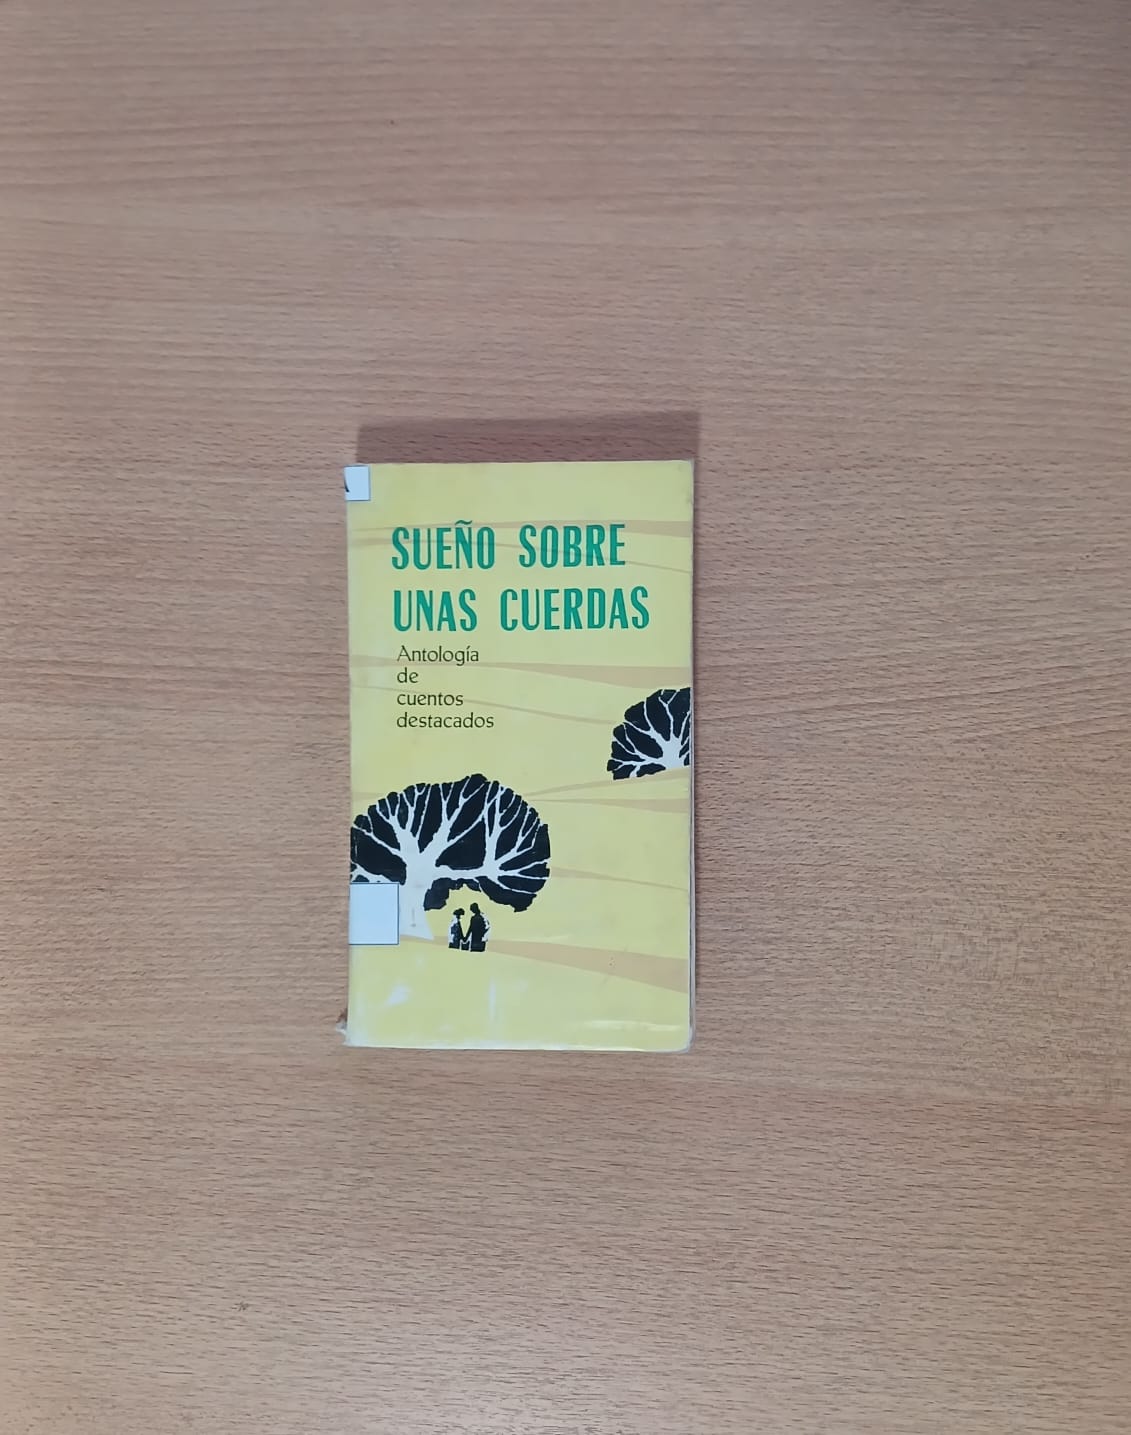 SUEÑO SOBRE
UNAS CUERDAS
Antología
de
cuentos
destacados